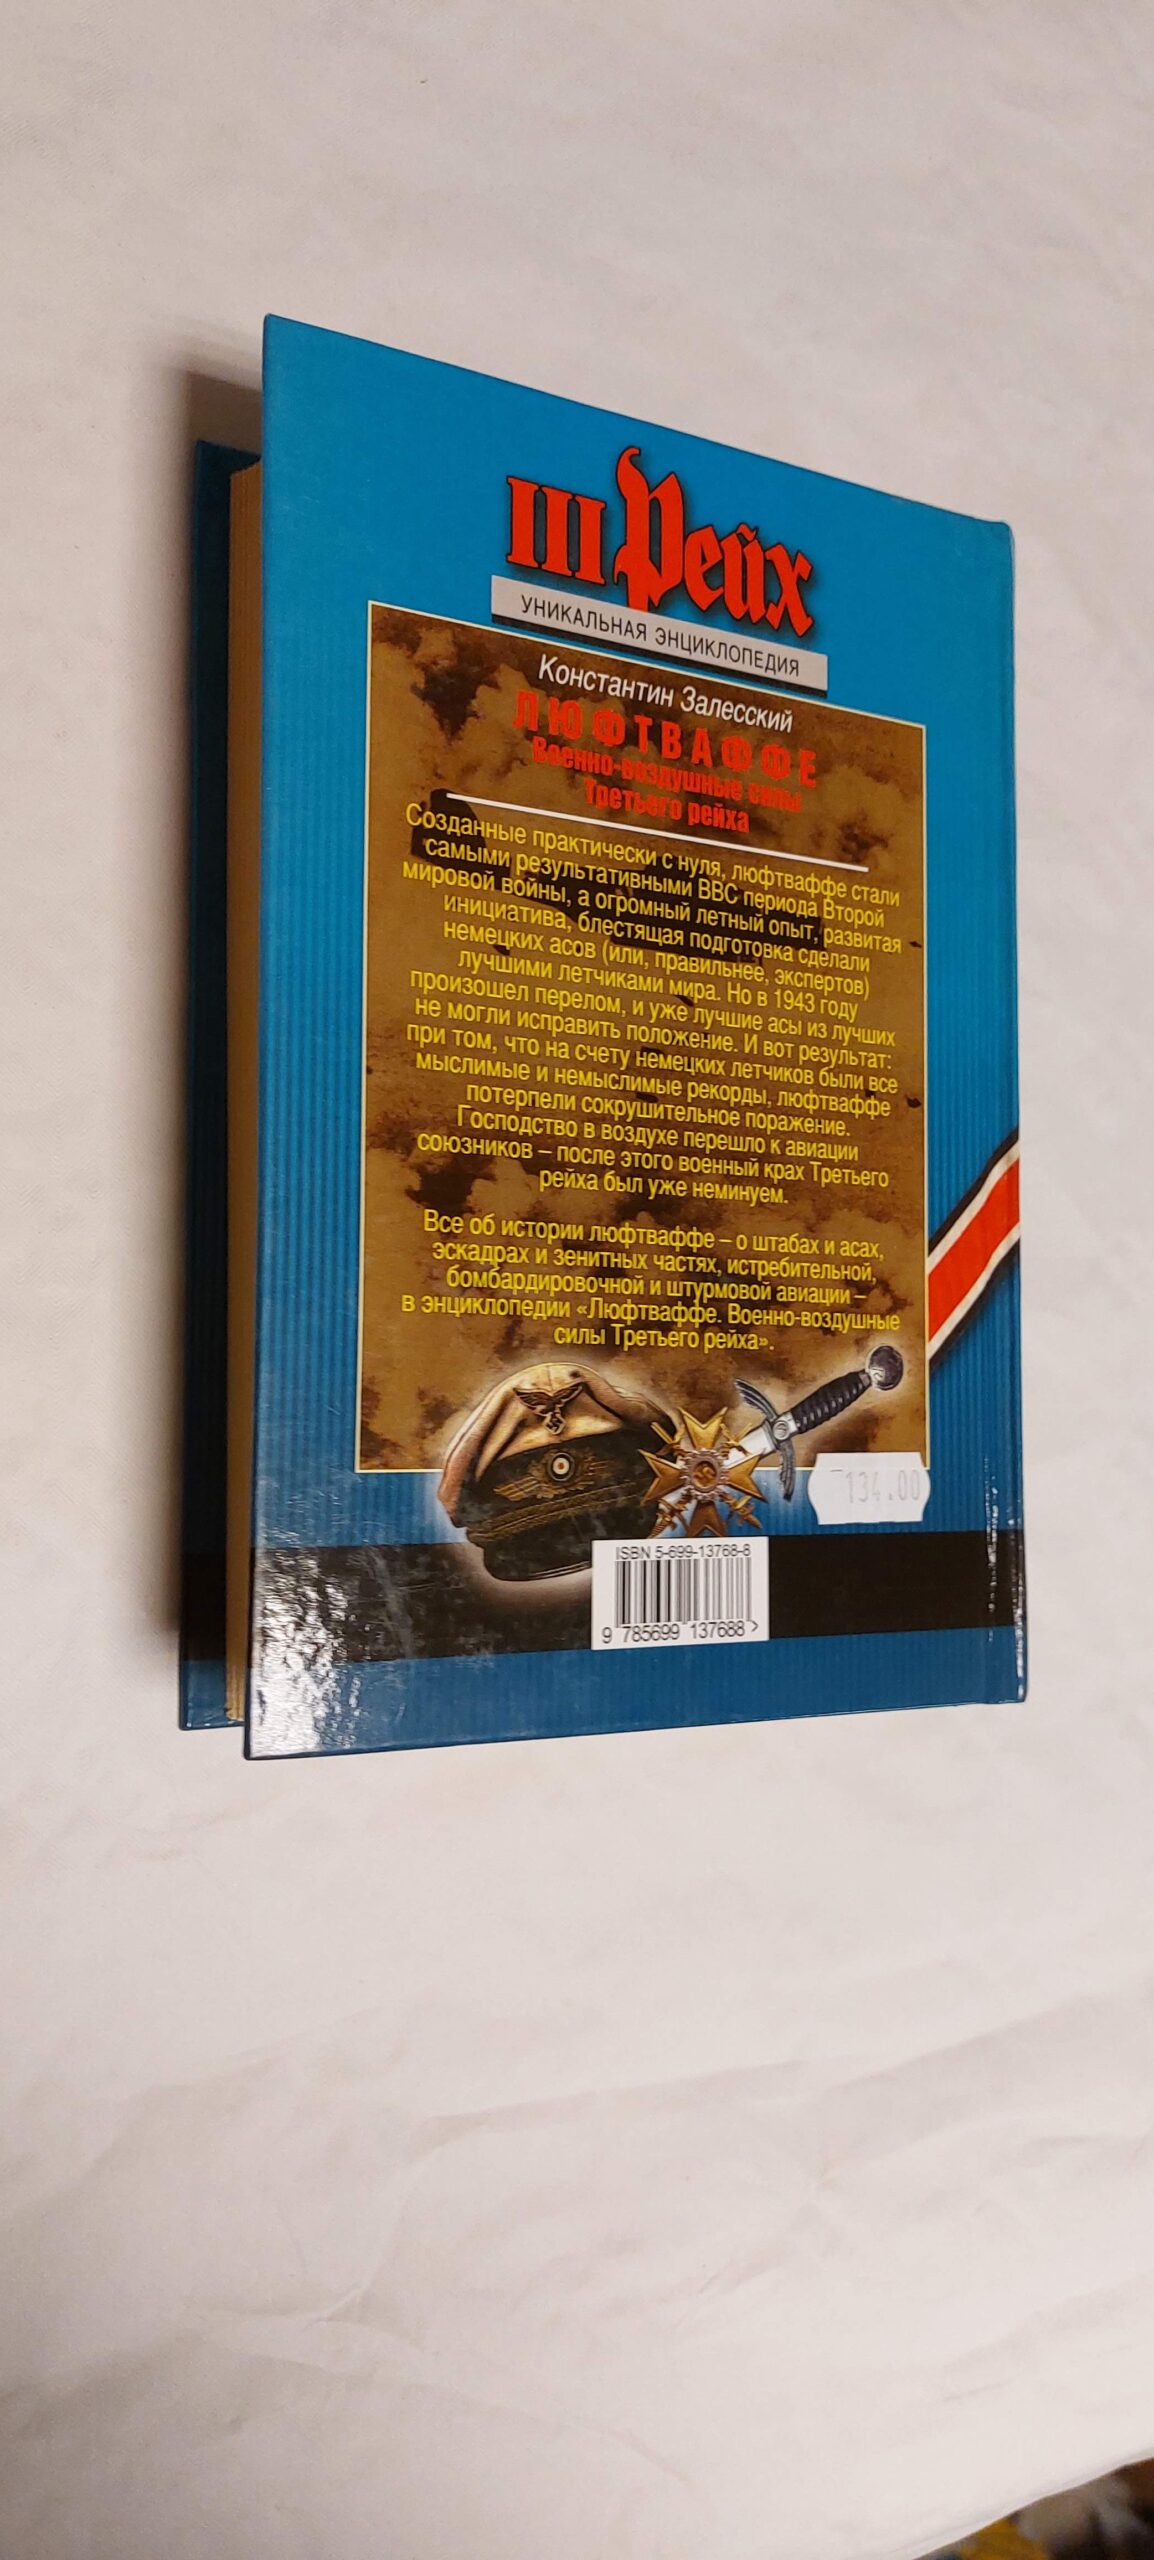 III Рейх
УНИКАЛЬНАЯ ЭНЦИКЛОПЕДИЯ
Константин Залесский
ЛЮФТВАФФЕ
Военно-воздушные силы
Третьего рейха
Созданные практически с нуля, люфтваффе стали
самыми результативными ВВС периода Второй
мировой войны, а огромный летный опыт, развитая
инициатива, блестящая подготовка сделали
немецких асов (или, правильнее, экспертов)
лучшими летчиками мира. Но в 1943 году
произошел перелом, и уже лучшие асы из лучших
не могли исправить положение. И вот результат:
при том, что на счету немецких летчиков были все
мыслимые и немыслимые рекорды, люфтваффе
потерпели сокрушительное поражение.
Господство в воздухе перешло к авиации
союзников – после этого военный крах Третьего
рейха был уже неминуем.
Все об истории люфтваффе – о штабах и асах,
эскадрах и зенитных частях, истребительной,
бомбардировочной и штурмовой авиации –
в энциклопедии «Люфтваффе. Военно-воздушные
силы Третьего рейха».
134.00
ISBN 5-699-13768-8
9 785699 137688 >